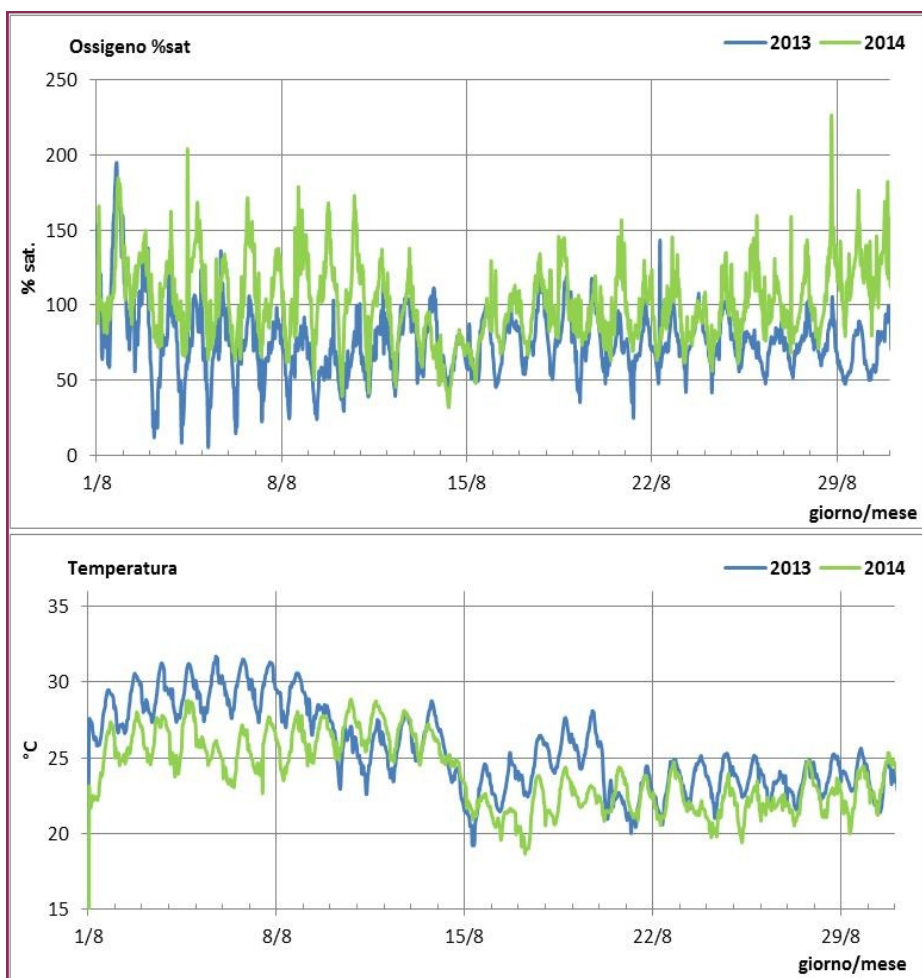 Ossigeno %sat
2013 2014
250
200
150
100
50
0
% sat.
1/8 8/8 15/8 22/8 29/8
giorno/mese
Temperatura
2013 2014
35
30
25
20
15
°C
1/8 8/8 15/8 22/8 29/8
giorno/mese